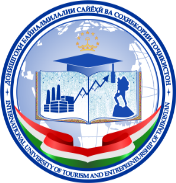 ДОНИШГОҲИ БАЙНАЛМИЛАЛИИ САЙЁҲӢ ВА СОҲИБКОРИИ ТОҶИКИСТОН
INTERNATIONAL UNIVERSITY OF TOURISM AND ENTREPRENEURSHIP OF TAJIKISTAN